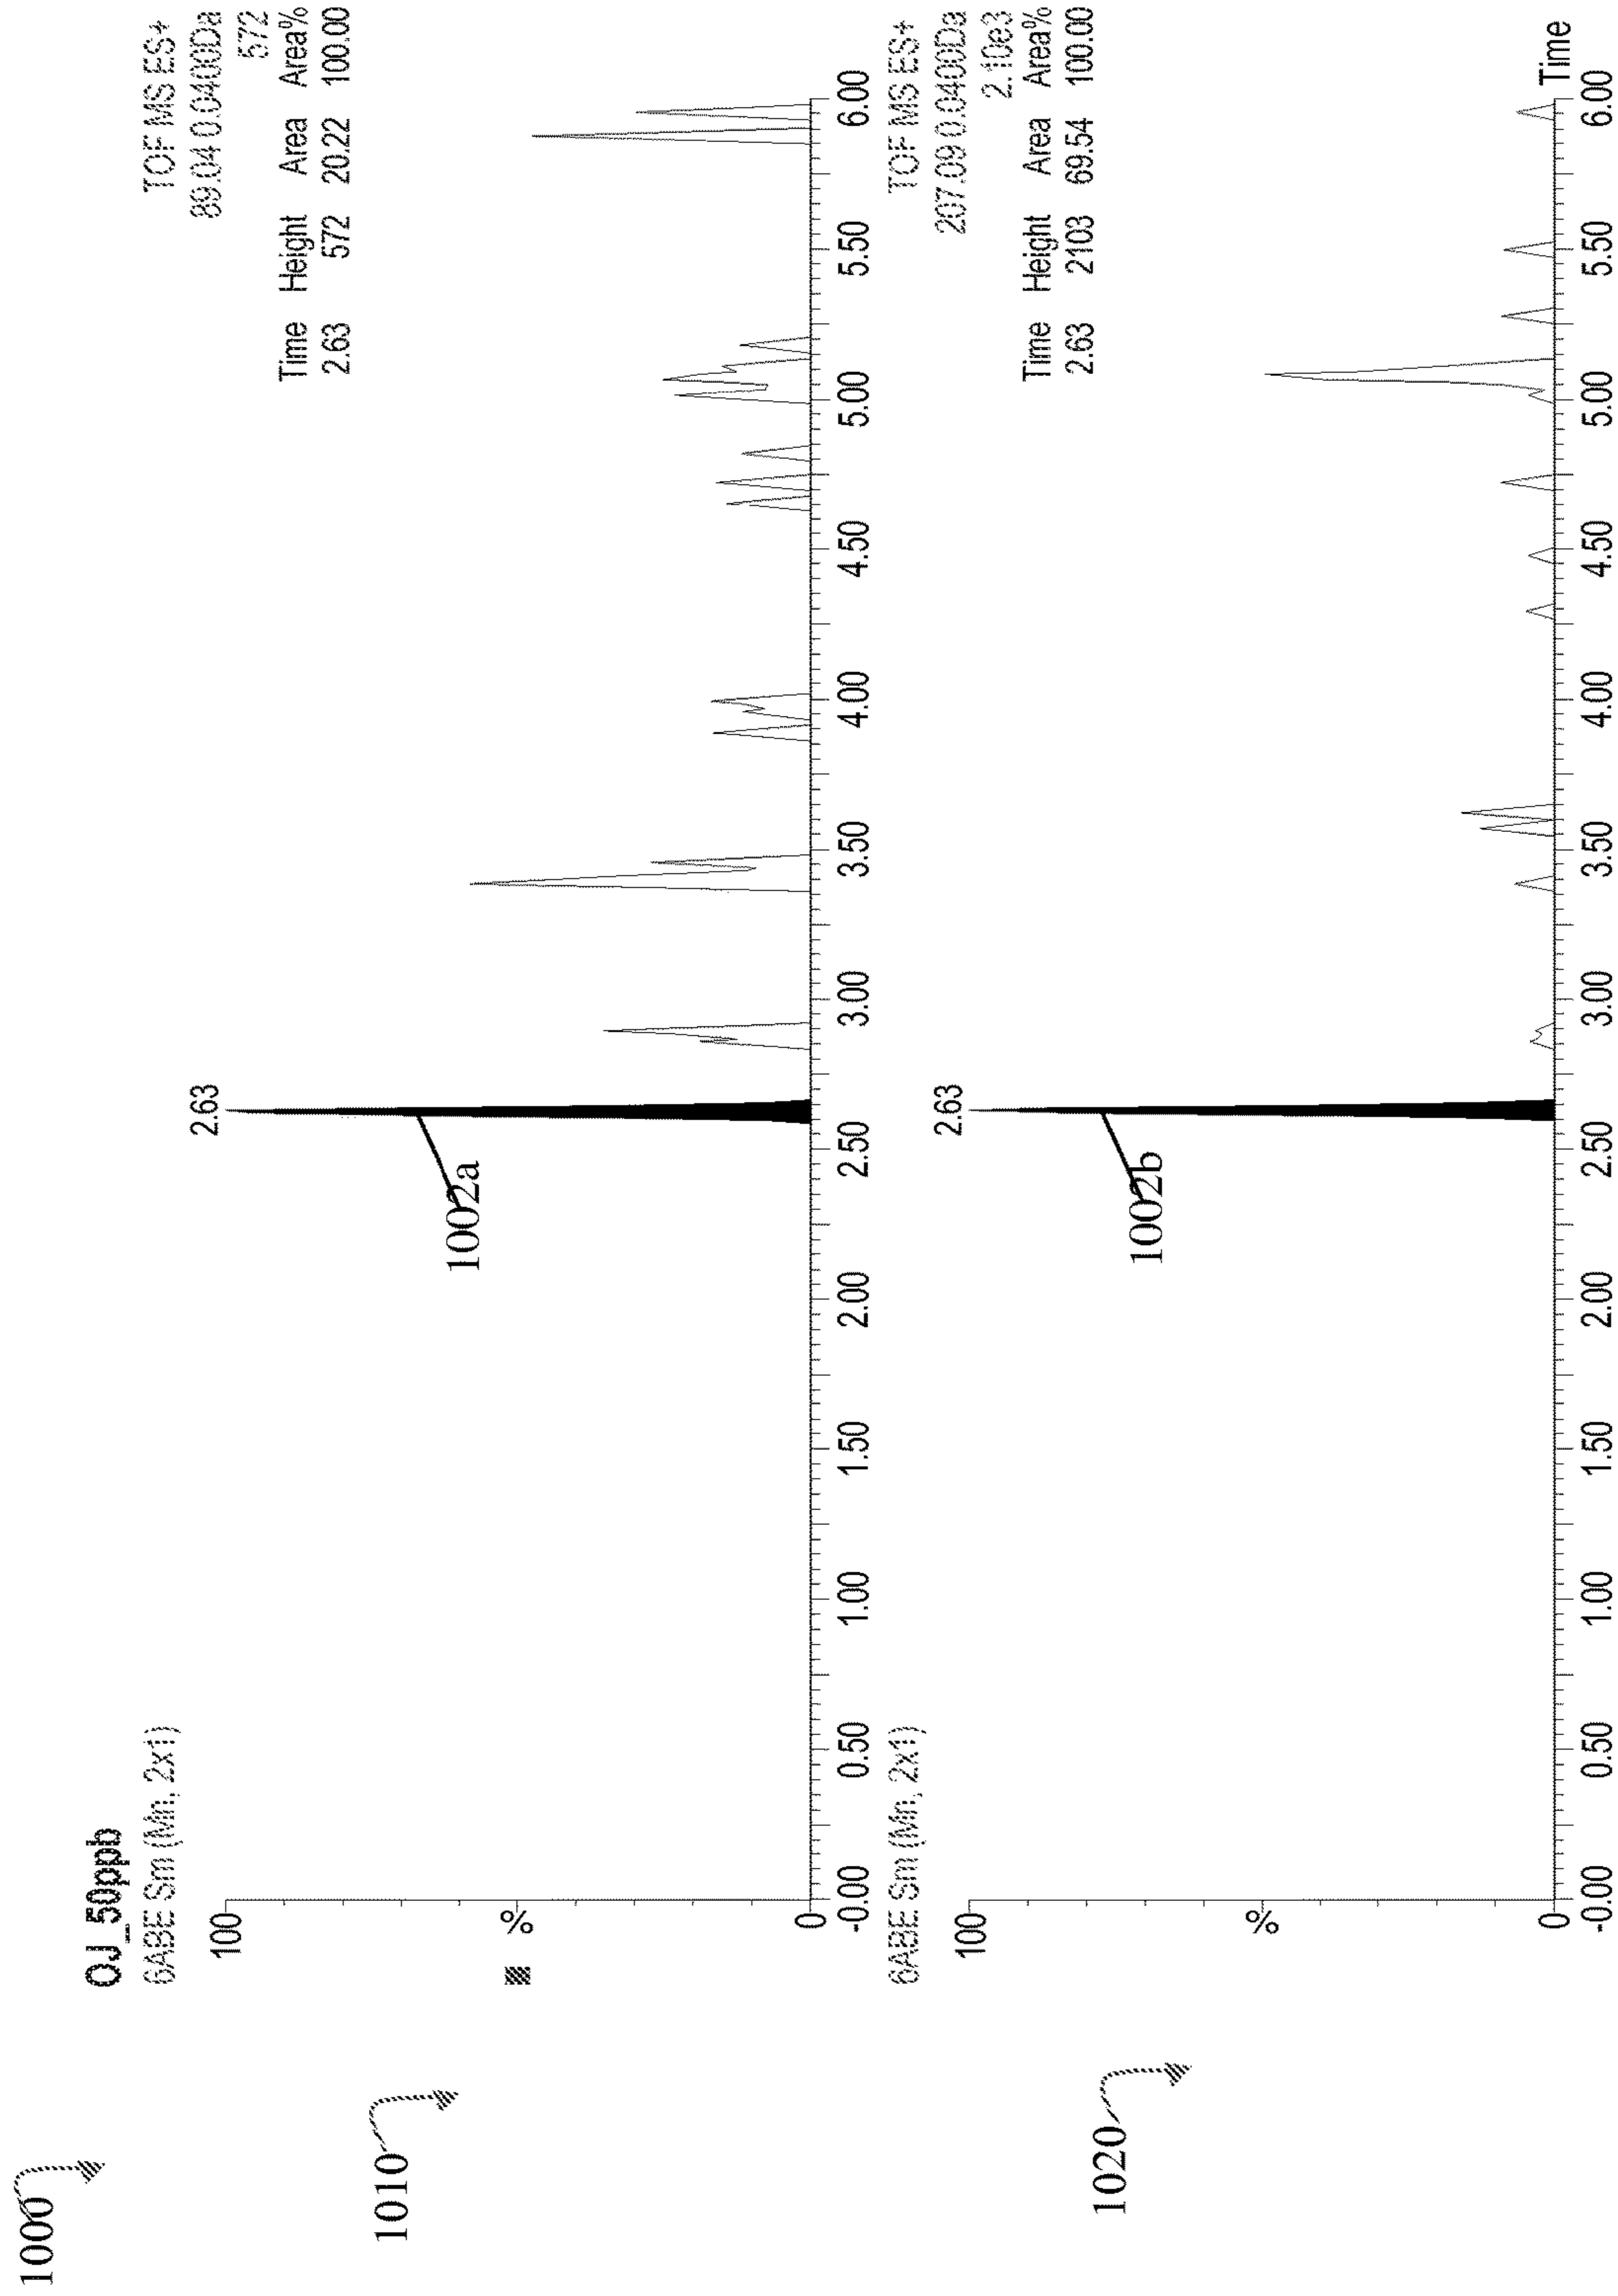 1000
OJ_50ppb
6ABE Sm (Mn, 2x1)
TOF MS ES+
89.04 0.0400Da
572
Time Height Area Area%
2.63 572 20.22 100.00
1010
100
%
0
2.63
1002a
-0.00 0.50 1.00 1.50 2.00 2.50 3.00 3.50 4.00 4.50 5.00 5.50 6.00
6ABE Sm (Mn, 2x1)
TOF MS ES+
207.09 0.0400Da
2.10e3
Time Height Area Area%
2.63 2103 69.54 100.00
1020
100
%
0
2.63
1002b
Time
-0.00 0.50 1.00 1.50 2.00 2.50 3.00 3.50 4.00 4.50 5.00 5.50 6.00